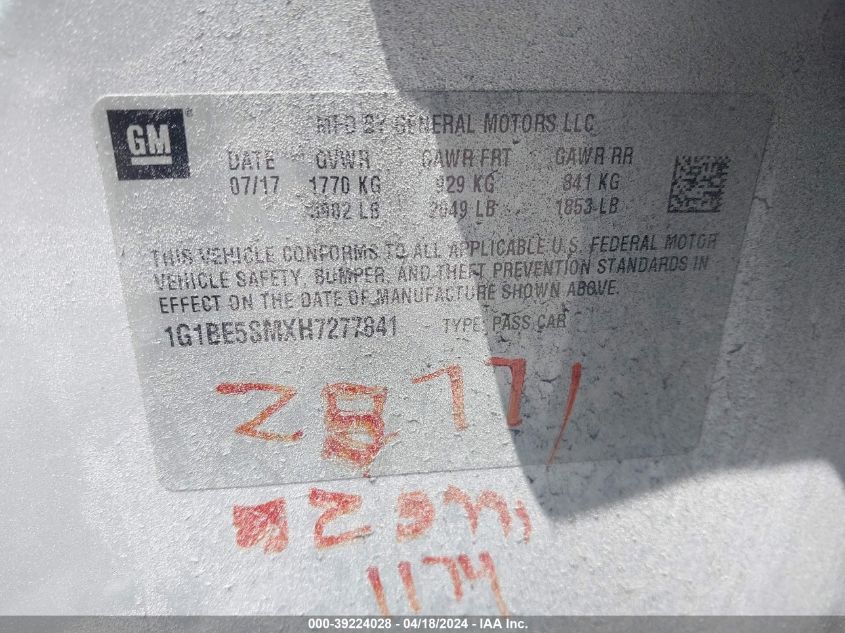 GM®
MFD BY GENERAL MOTORS LLC
DATE GVWR GAWR FRT GAWR RR
07/17 1770 KG 929 KG 841 KG
3902 LB 2049 LB 1853 LB
THIS VEHICLE CONFORMS TO ALL APPLICABLE U.S. FEDERAL MOTOR
VEHICLE SAFETY, BUMPER, AND THEFT PREVENTION STANDARDS IN
EFFECT ON THE DATE OF MANUFACTURE SHOWN ABOVE.
1G1BE5SMXH7277841 TYPE: PASS CAR
1174
000-39224028 - 04/18/2024 - IAA Inc.